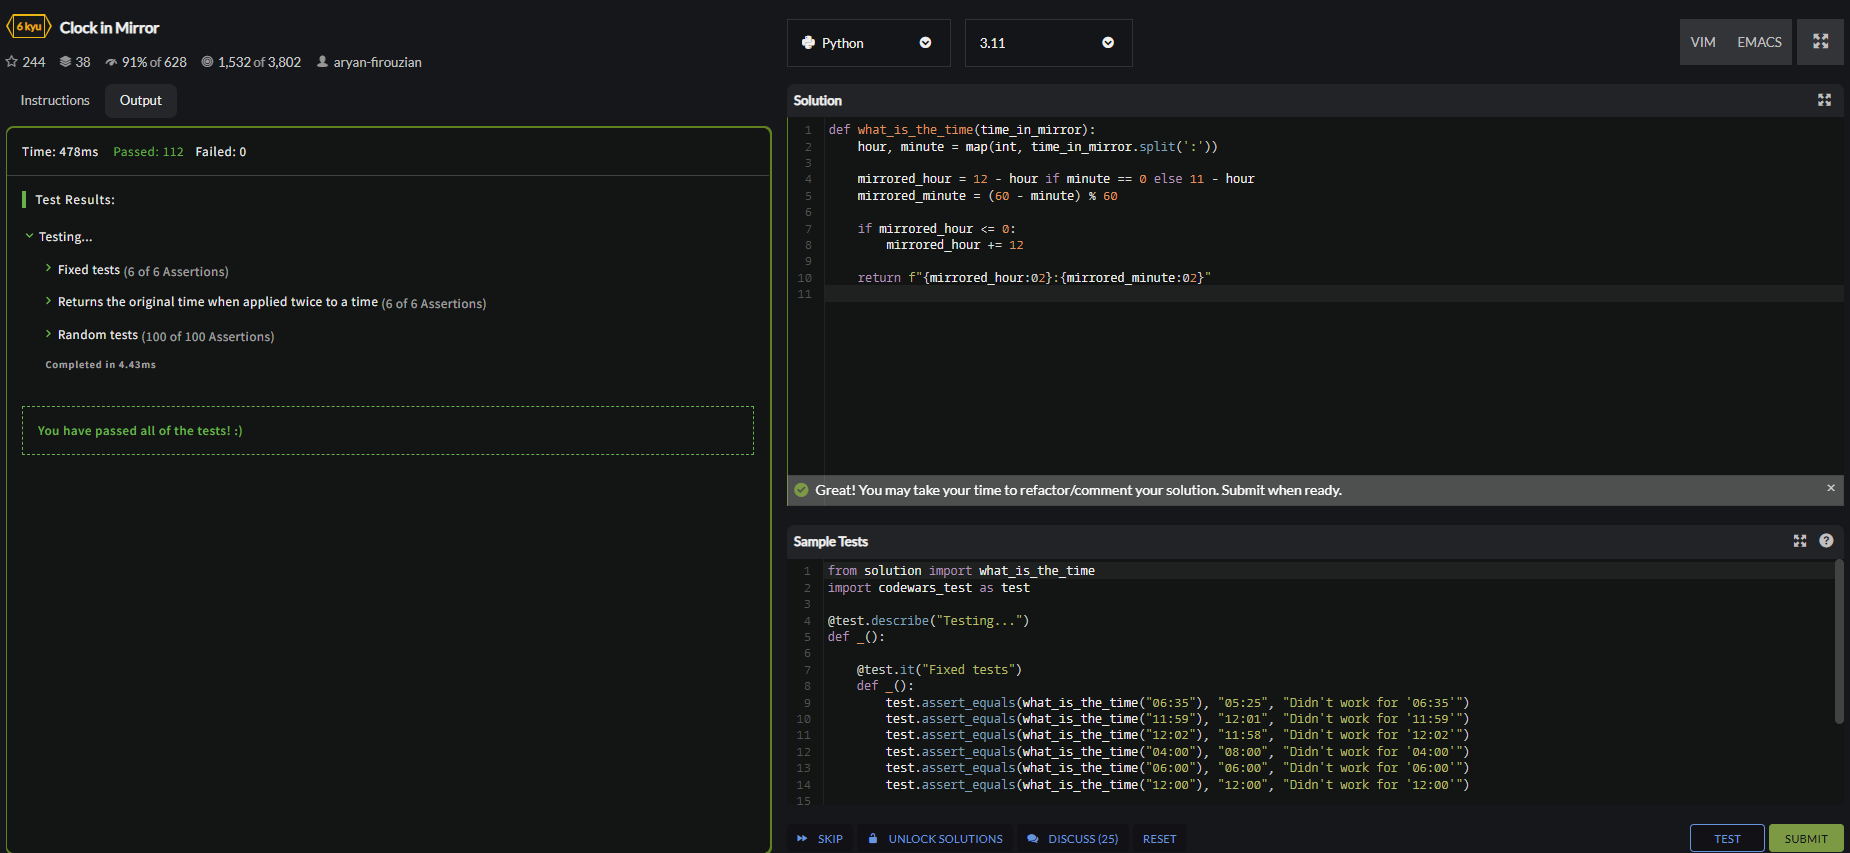 6 kyu Clock in Mirror
244 38 91% of 628 1,532 of 3,802 aryan-firouzian
Instructions Output
Time: 478ms Passed: 112 Failed: 0
Test Results:
Testing...
Fixed tests (6 of 6 Assertions)
Returns the original time when applied twice to a time (6 of 6 Assertions)
Random tests (100 of 100 Assertions)
Completed in 4.43ms
You have passed all of the tests! :)
Python 3.11 VIM EMACS
Solution
1 def what_is_the_time(time_in_mirror):
2     hour, minute = map(int, time_in_mirror.split(':'))
3
4     mirrored_hour = 12 - hour if minute == 0 else 11 - hour
5     mirrored_minute = (60 - minute) % 60
6
7     if mirrored_hour <= 0:
8         mirrored_hour += 12
9
10     return f"{mirrored_hour:02}:{mirrored_minute:02}"
11
Great! You may take your time to refactor/comment your solution. Submit when ready. ×
Sample Tests ?
1 from solution import what_is_the_time
2 import codewars_test as test
3
4 @test.describe("Testing...")
5 def _():
6
7     @test.it("Fixed tests")
8     def _():
9         test.assert_equals(what_is_the_time("06:35"), "05:25", "Didn't work for '06:35'")
10         test.assert_equals(what_is_the_time("11:59"), "12:01", "Didn't work for '11:59'")
11         test.assert_equals(what_is_the_time("12:02"), "11:58", "Didn't work for '12:02'")
12         test.assert_equals(what_is_the_time("04:00"), "08:00", "Didn't work for '04:00'")
13         test.assert_equals(what_is_the_time("06:00"), "06:00", "Didn't work for '06:00'")
14         test.assert_equals(what_is_the_time("12:00"), "12:00", "Didn't work for '12:00'")
15
SKIP UNLOCK SOLUTIONS DISCUSS (25) RESET TEST SUBMIT